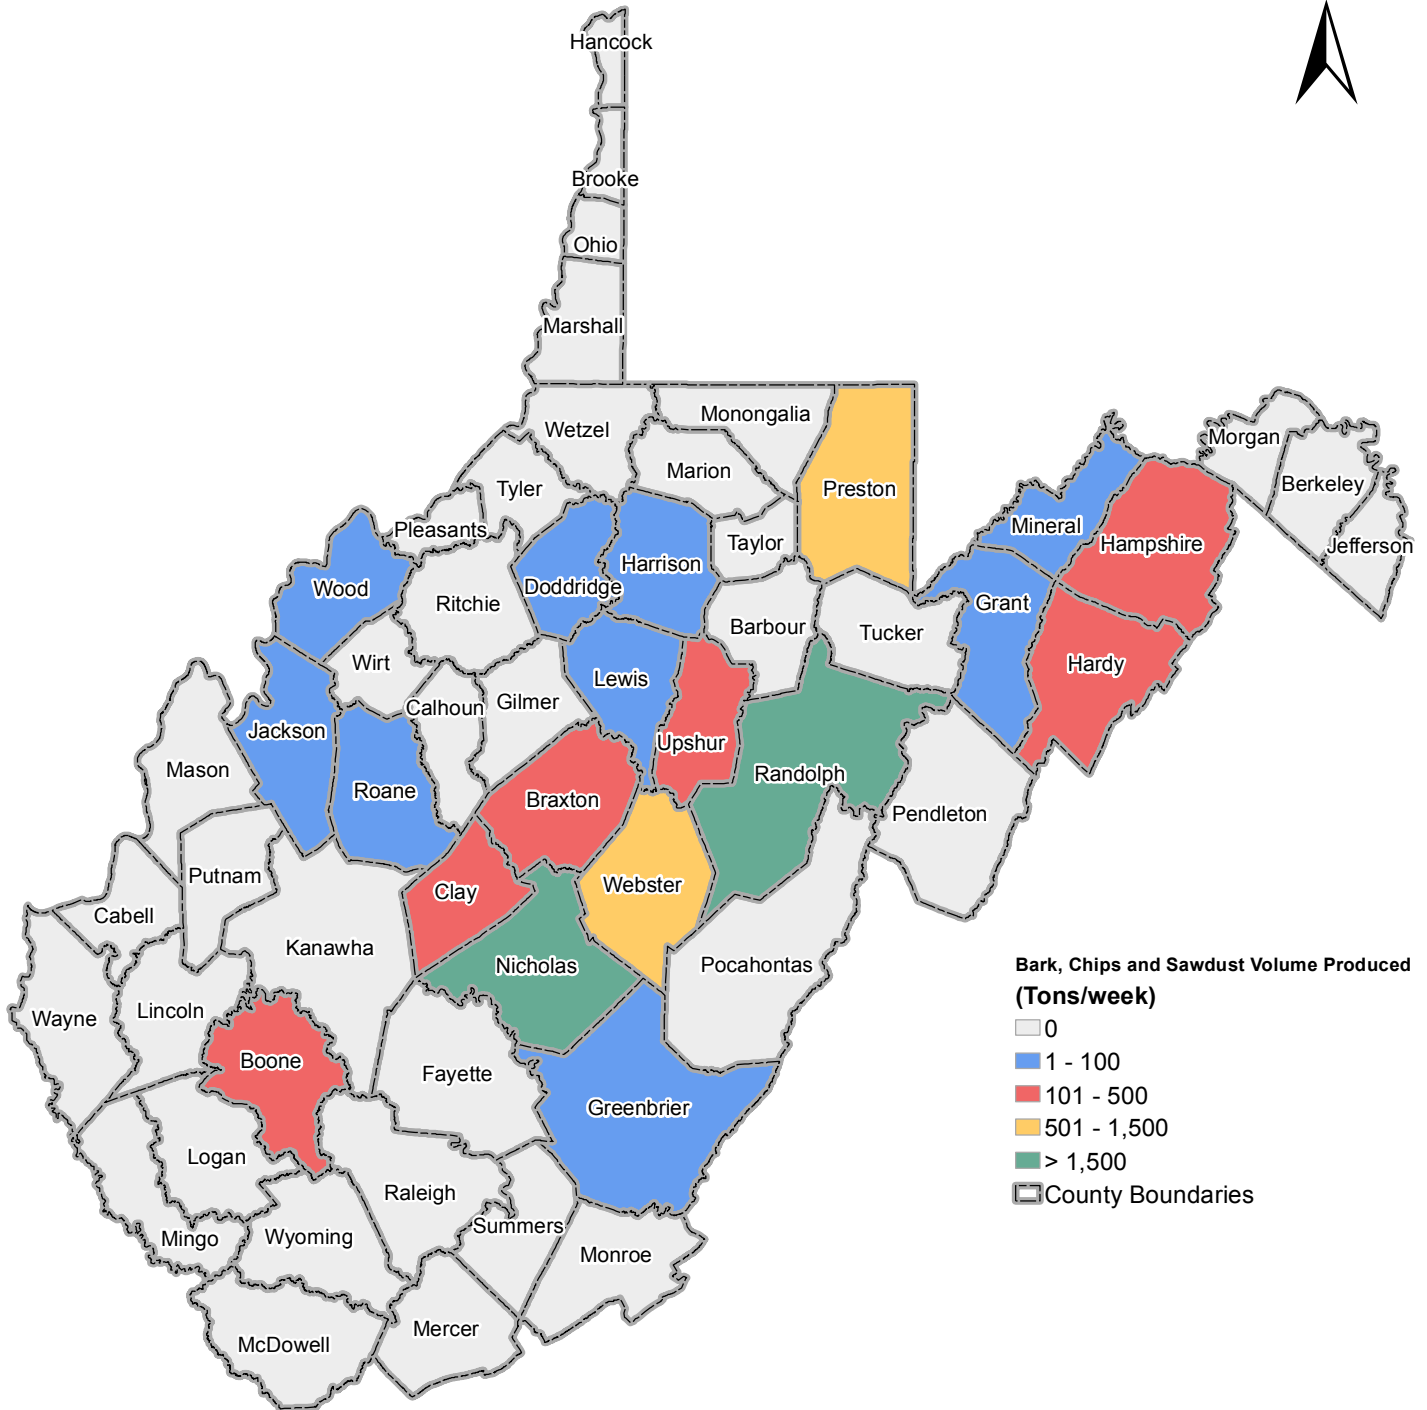 Hancock
Brooke
Ohio
Marshall
Wetzel
Monongalia
Marion
Preston
Tyler
Pleasants
Taylor
Morgan
Berkeley
Jefferson
Mineral
Hampshire
Wood
Doddridge
Harrison
Ritchie
Grant
Barbour
Tucker
Hardy
Wirt
Lewis
Calhoun
Gilmer
Jackson
Upshur
Mason
Roane
Braxton
Randolph
Pendleton
Putnam
Clay
Webster
Cabell
Kanawha
Nicholas
Pocahontas
Wayne
Lincoln
Boone
Fayette
Greenbrier
Logan
Raleigh
Summers
Mingo
Wyoming
Monroe
Mercer
McDowell
Bark, Chips and Sawdust Volume Produced
(Tons/week)
0
1 - 100
101 - 500
501 - 1,500
> 1,500
County Boundaries